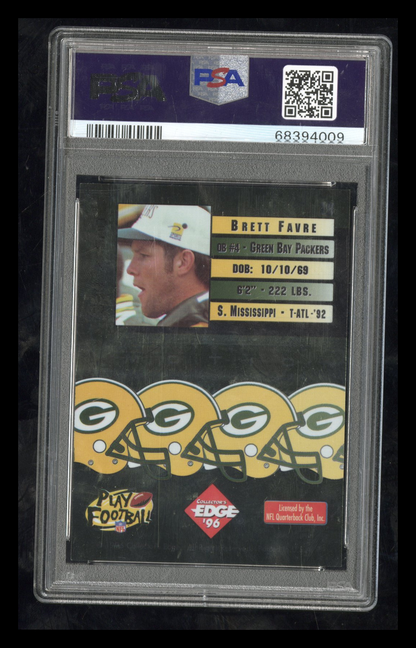 PSA
68394009
BRETT FAVRE
QB #4 · GREEN BAY PACKERS
DOB: 10/10/69
6'2" · 222 LBS.
S. MISSISSIPPI · T-ATL-'92
G G G G
PLAY
FOOTBALL
NFL
COLLECTOR'S
EDGE
'96
Licensed by the
NFL Quarterback Club, Inc.